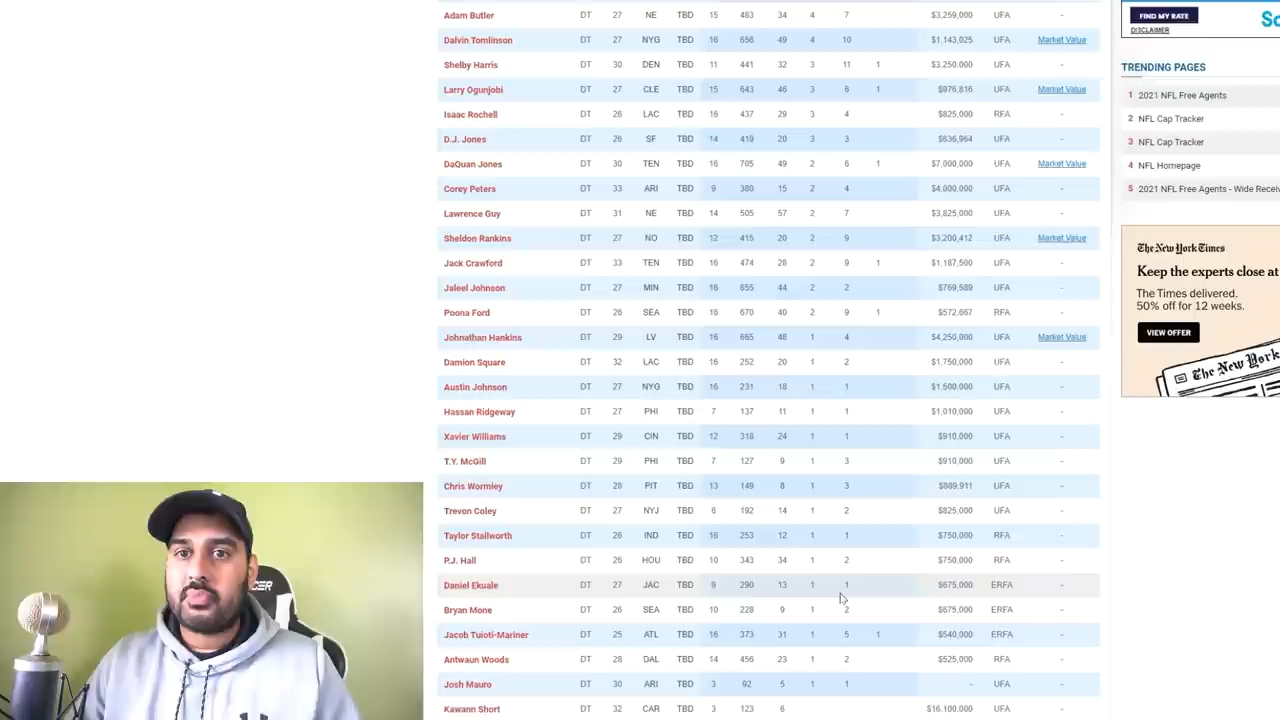 Adam Butler DT 27 NE TBD 15 483 34 4 $3,259,000 UFA -
Dalvin Tomlinson DT 27 NYG TBD 16 656 49 4 10 $1,143,025 UFA Market Value
Shelby Harris DT 30 DEN TBD 11 441 32 3 11 1 $3,250,000 UFA -
Larry Ogunjobi DT 27 CLE TBD 15 643 46 3 6 1 $976,816 UFA Market Value
Isaac Rochell DT 26 LAC TBD 16 437 29 3 4 $825,000 RFA -
D.J. Jones DT 26 SF TBD 14 419 20 3 3 $636,964 UFA -
DaQuan Jones DT 30 TEN TBD 16 705 49 2 6 1 $7,000,000 UFA Market Value
Corey Peters DT 33 ARI TBD 9 380 15 2 4 $4,000,000 UFA -
Lawrence Guy DT 31 NE TBD 14 505 57 2 7 $3,825,000 UFA -
Sheldon Rankins DT 27 NO TBD 12 415 20 2 9 $3,200,412 UFA Market Value
Jack Crawford DT 33 TEN TBD 16 474 28 2 9 1 $1,187,500 UFA -
Jaleel Johnson DT 27 MIN TBD 16 655 44 2 2 $769,589 UFA -
Poona Ford DT 26 SEA TBD 16 670 40 2 9 1 $572,667 RFA -
Johnathan Hankins DT 29 LV TBD 16 665 48 1 4 $4,250,000 UFA Market Value
Damion Square DT 32 LAC TBD 16 252 20 1 2 $1,750,000 UFA -
Austin Johnson DT 27 NYG TBD 16 231 18 1 1 $1,500,000 UFA -
Hassan Ridgeway DT 27 PHI TBD 7 137 11 1 1 $1,010,000 UFA -
Xavier Williams DT 29 CIN TBD 12 318 24 1 1 $910,000 UFA -
T.Y. McGill DT 29 PHI TBD 7 127 9 1 3 $910,000 UFA -
Chris Wormley DT 28 PIT TBD 13 149 8 1 3 $889,911 UFA -
Trevon Coley DT 27 NYJ TBD 6 192 14 1 2 $825,000 UFA -
Taylor Stallworth DT 26 IND TBD 16 253 12 1 1 $750,000 RFA -
P.J. Hall DT 26 HOU TBD 10 343 34 1 2 $750,000 RFA -
Daniel Ekuale DT 27 JAC TBD 9 290 13 1 1 $675,000 ERFA -
Bryan Mone DT 26 SEA TBD 10 228 9 1 2 $675,000 ERFA -
Jacob Tuioti-Mariner DT 25 ATL TBD 16 373 31 1 5 1 $540,000 ERFA -
Antwaun Woods DT 28 DAL TBD 14 456 23 1 2 $525,000 RFA -
Josh Mauro DT 30 ARI TBD 3 92 5 1 1 - UFA -
Kawann Short DT 32 CAR TBD 3 123 6 $16,100,000 UFA -
FIND MY RATE
DISCLAIMER
TRENDING PAGES
1 2021 NFL Free Agents
2 NFL Cap Tracker
3 NFL Cap Tracker
4 NFL Homepage
5 2021 NFL Free Agents - Wide Recei
The New York Times
Keep the experts close at
The Times delivered.
50% off for 12 weeks.
VIEW OFFER
The New York Times